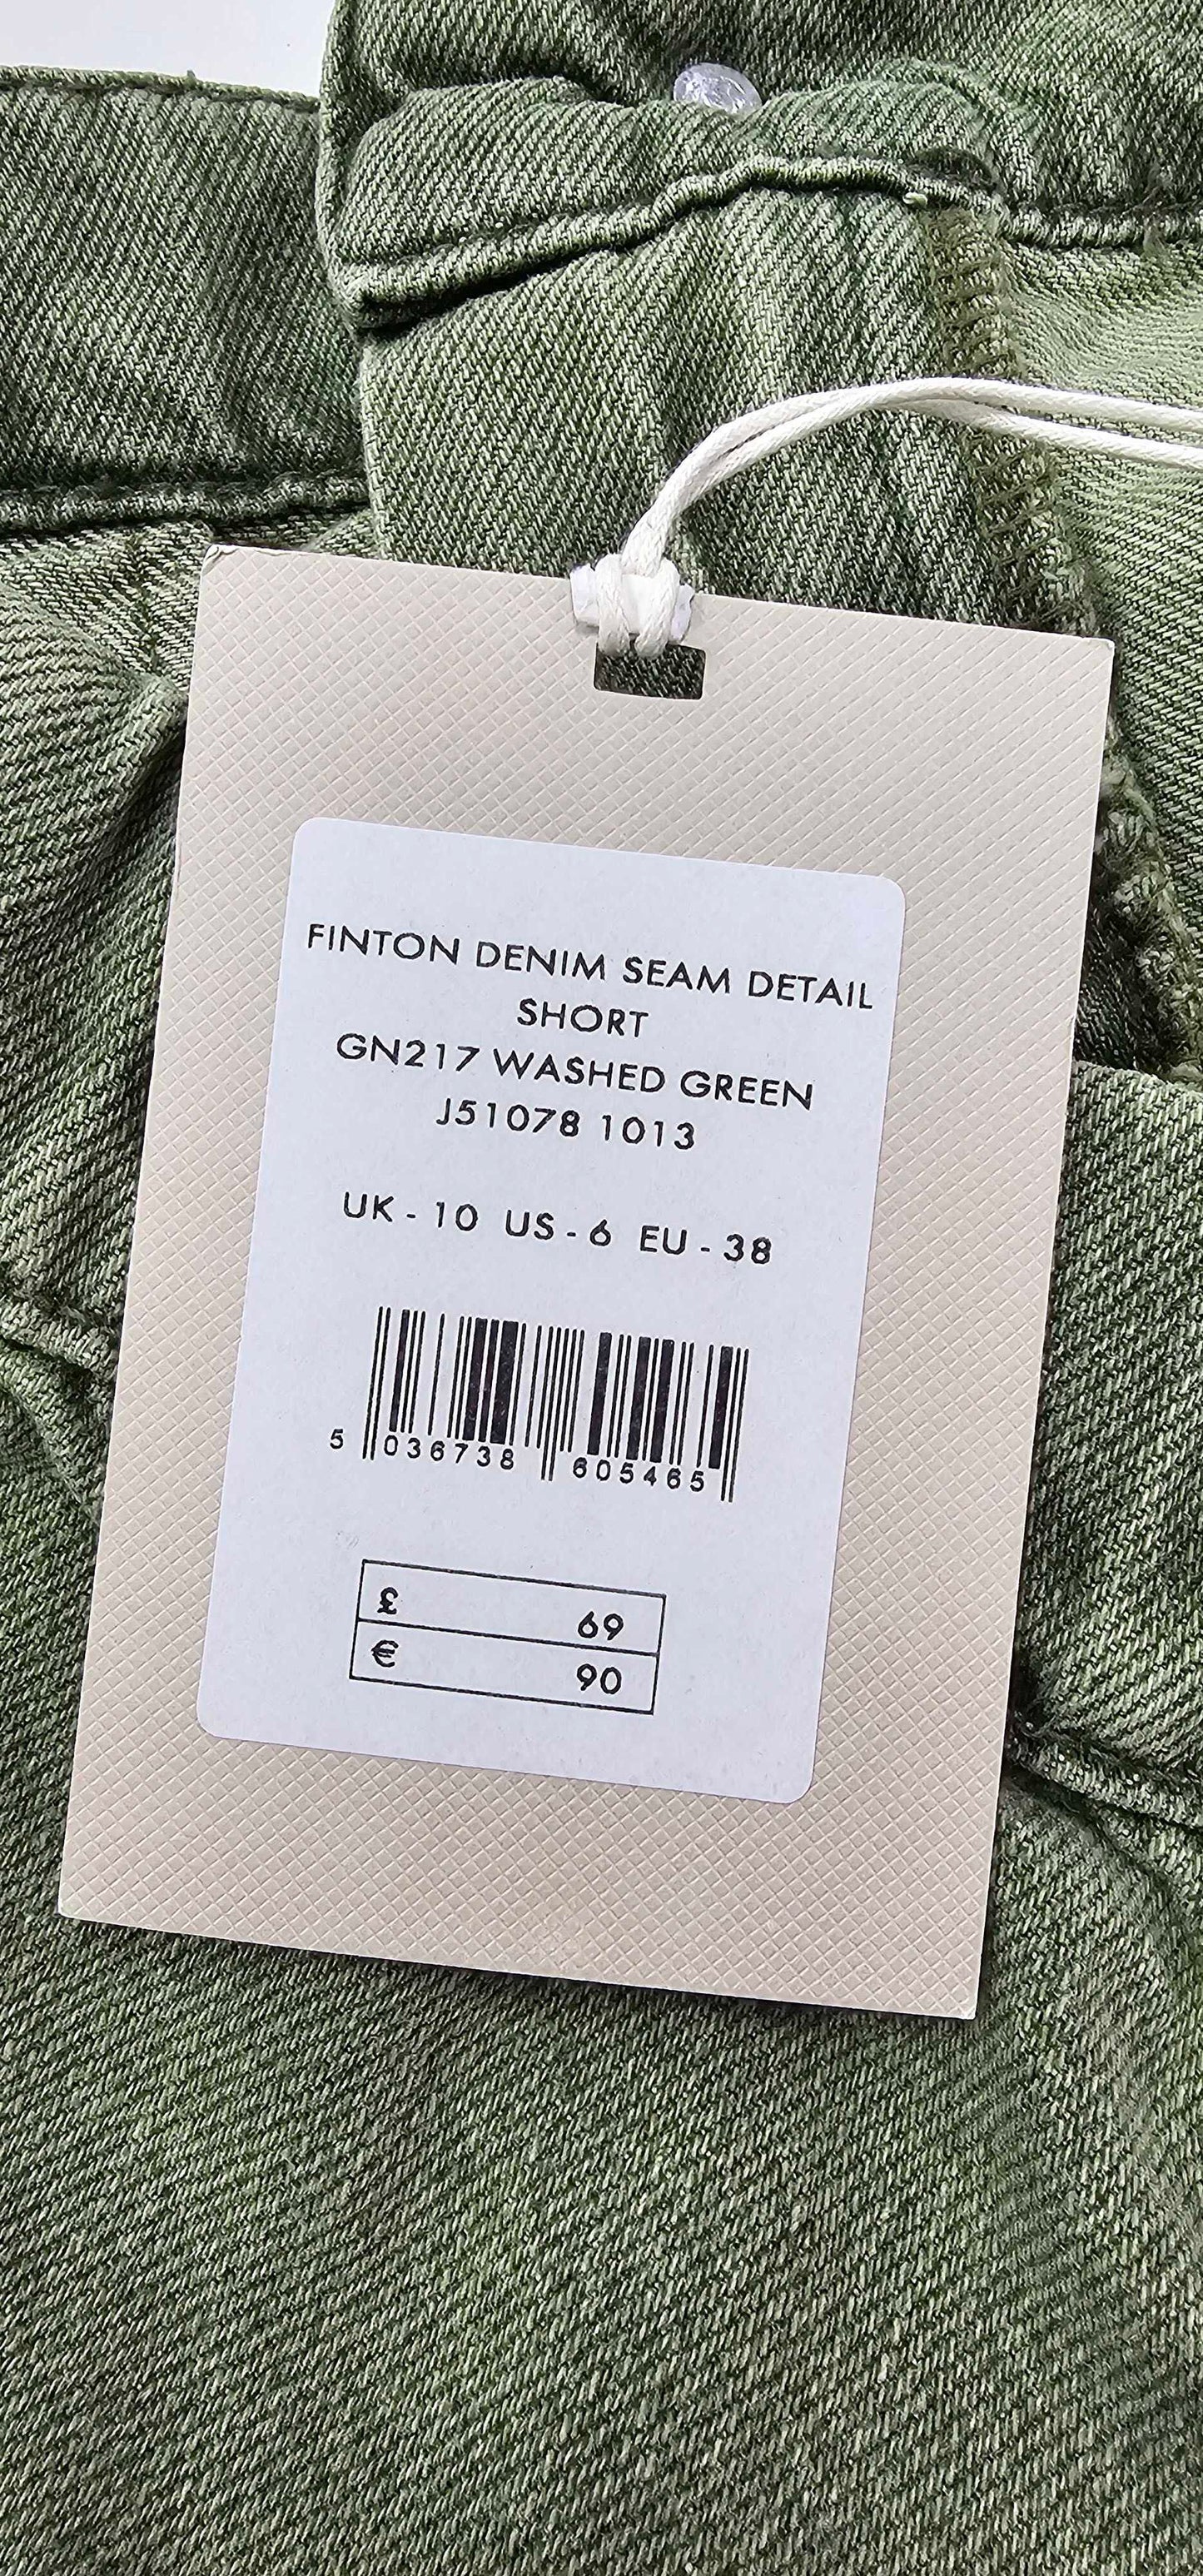 FINTON DENIM SEAM DETAIL
SHORT
GN217 WASHED GREEN
J51078 1013
UK - 10 US - 6 EU - 38
5 036738 605465
£ 69
€ 90